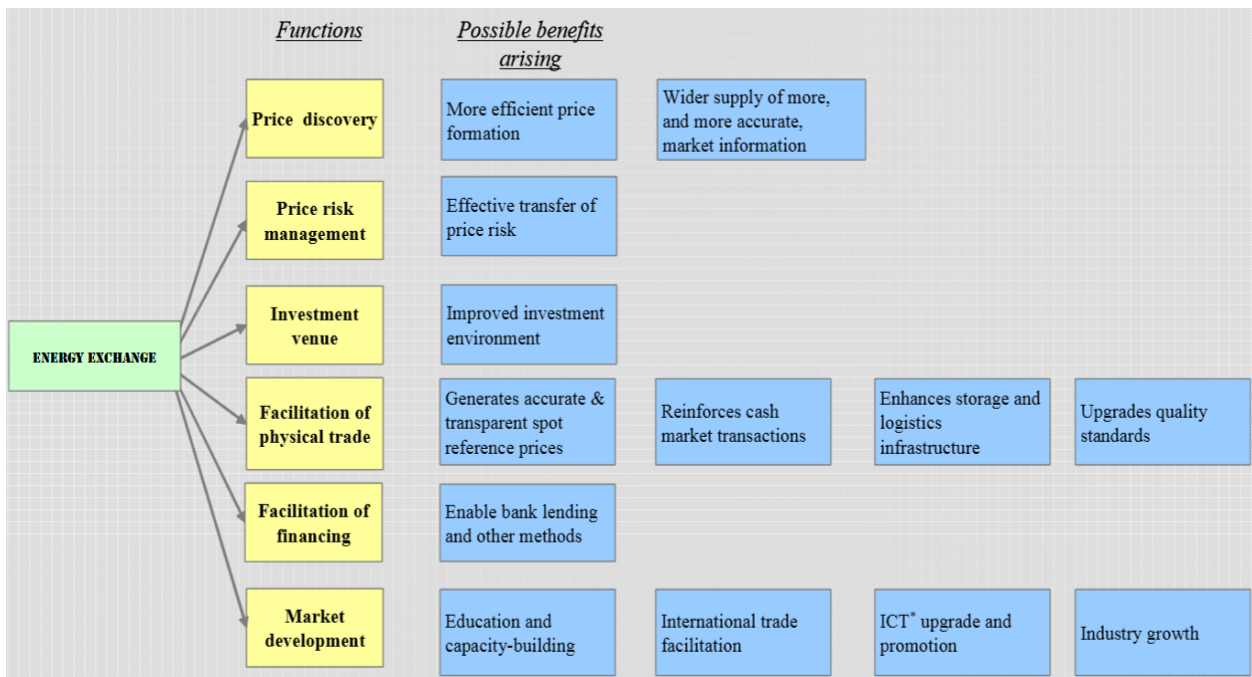 Functions
Possible benefits
arising
Price discovery
More efficient price
formation
Wider supply of more,
and more accurate,
market information
Price risk
management
Effective transfer of
price risk
Investment
venue
Improved investment
environment
ENERGY EXCHANGE
Facilitation of
physical trade
Generates accurate &
transparent spot
reference prices
Reinforces cash
market transactions
Enhances storage and
logistics
infrastructure
Upgrades quality
standards
Facilitation of
financing
Enable bank lending
and other methods
Market
development
Education and
capacity-building
International trade
facilitation
ICT* upgrade and
promotion
Industry growth